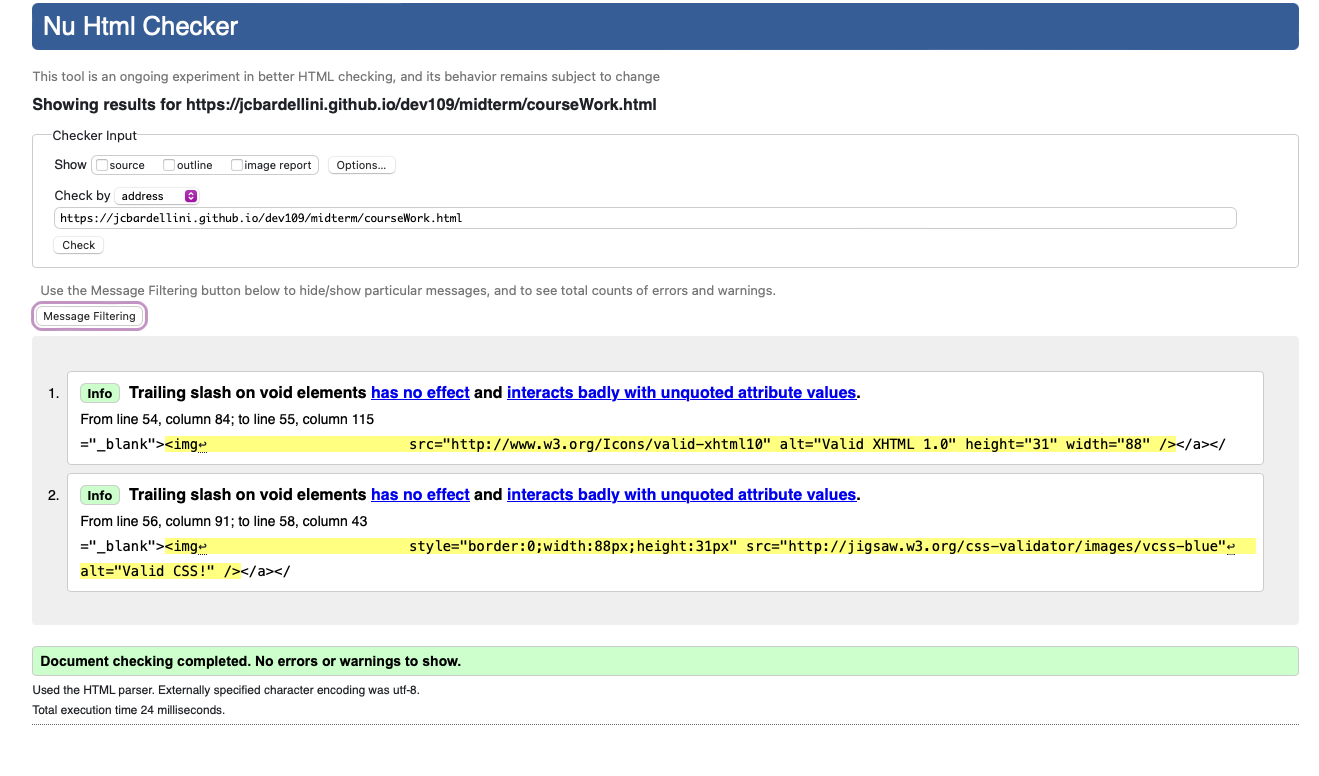 Nu Html Checker
This tool is an ongoing experiment in better HTML checking, and its behavior remains subject to change
Showing results for https://jcbardellini.github.io/dev109/midterm/courseWork.html
Checker Input
Show source outline image report Options...
Check by address
https://jcbardellini.github.io/dev109/midterm/courseWork.html
Check
Use the Message Filtering button below to hide/show particular messages, and to see total counts of errors and warnings.
Message Filtering
1. Info Trailing slash on void elements has no effect and interacts badly with unquoted attribute values.
From line 54, column 84; to line 55, column 115
="_blank"><img↩ src="http://www.w3.org/Icons/valid-xhtml10" alt="Valid XHTML 1.0" height="31" width="88" /></a></
2. Info Trailing slash on void elements has no effect and interacts badly with unquoted attribute values.
From line 56, column 91; to line 58, column 43
="_blank"><img↩ style="border:0;width:88px;height:31px" src="http://jigsaw.w3.org/css-validator/images/vcss-blue"↩
alt="Valid CSS!" /></a></
Document checking completed. No errors or warnings to show.
Used the HTML parser. Externally specified character encoding was utf-8.
Total execution time 24 milliseconds.